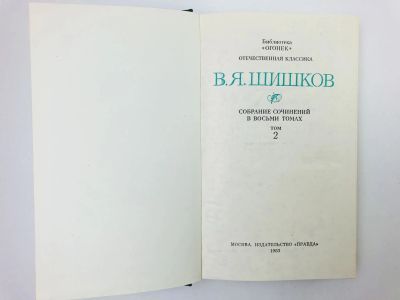 Библиотека
«ОГОНЕК»
ОТЕЧЕСТВЕННАЯ КЛАССИКА
В.Я.ШИШКОВ
СОБРАНИЕ СОЧИНЕНИЙ
В ВОСЬМИ ТОМАХ
ТОМ
2
МОСКВА. ИЗДАТЕЛЬСТВО «ПРАВДА»
1983